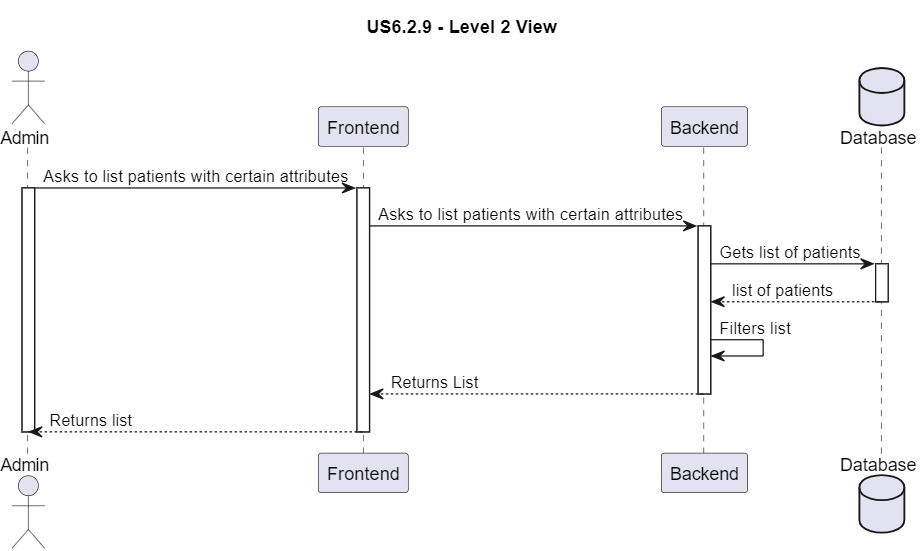 US6.2.9 - Level 2 View
Admin
Frontend
Backend
Database
Asks to list patients with certain attributes
Asks to list patients with certain attributes
Gets list of patients
list of patients
Filters list
Returns List
Returns list
Admin
Frontend
Backend
Database